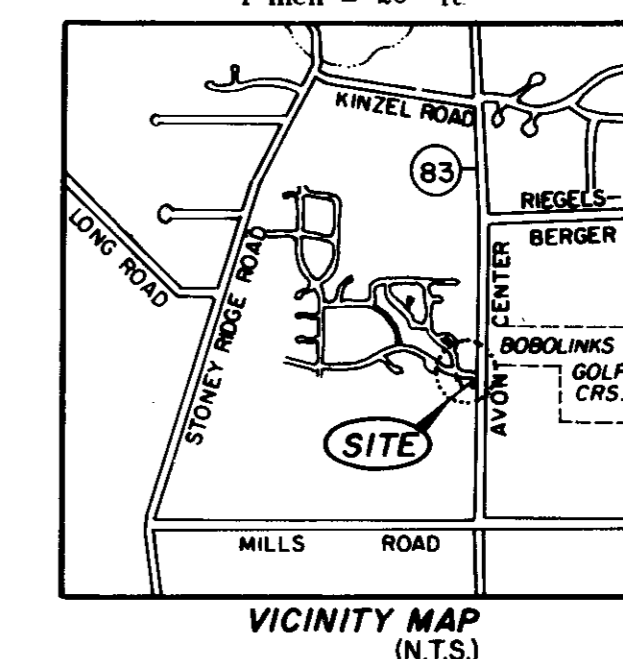 KINZEL ROAD
83
RIEGELS-
BERGER
LONG ROAD
STONEY RIDGE ROAD
AVON CENTER
BOBOLINKS
GOLF
CRS.
SITE
MILLS ROAD
VICINITY MAP
(N.T.S.)